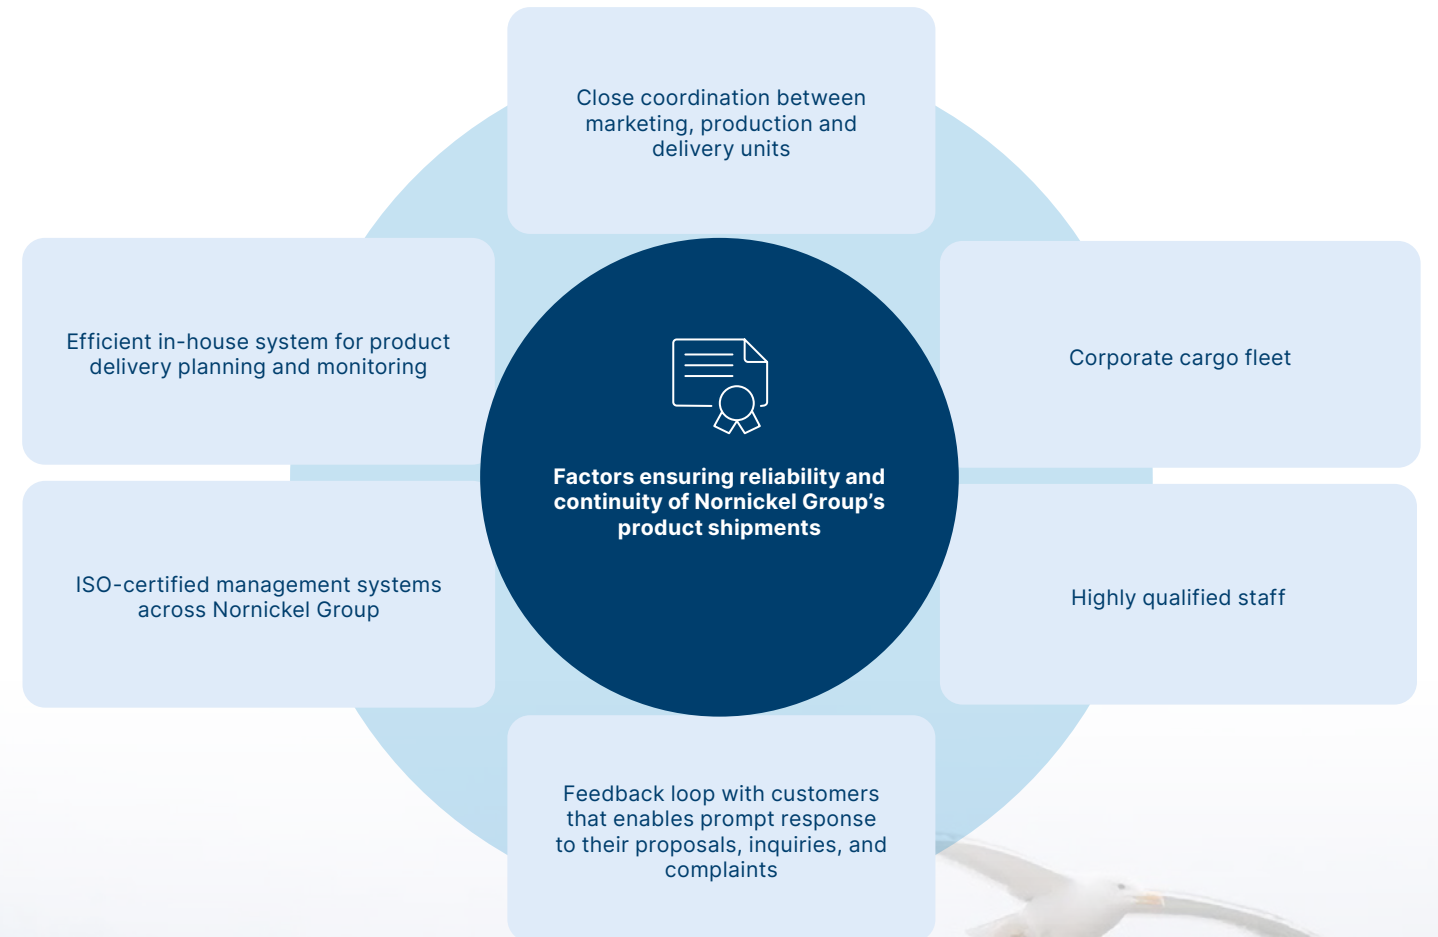 Close coordination between
marketing, production and
delivery units
Efficient in-house system for product
delivery planning and monitoring
Corporate cargo fleet
Factors ensuring reliability and
continuity of Nornickel Group’s
product shipments
ISO-certified management systems
across Nornickel Group
Highly qualified staff
Feedback loop with customers
that enables prompt response
to their proposals, inquiries, and
complaints